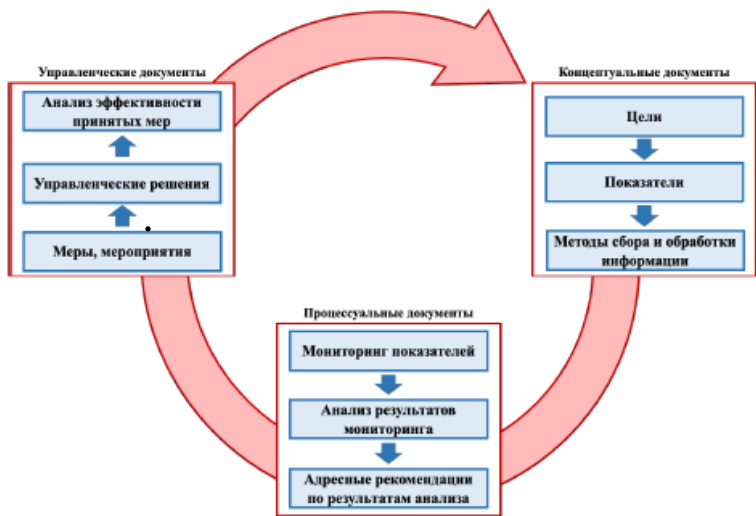 Управленческие документы
Анализ эффективности
принятых мер
Управленческие решения
Меры, мероприятия
Концептуальные документы
Цели
Показатели
Методы сбора и обработки
информации
Процессуальные документы
Мониторинг показателей
Анализ результатов
мониторинга
Адресные рекомендации
по результатам анализа